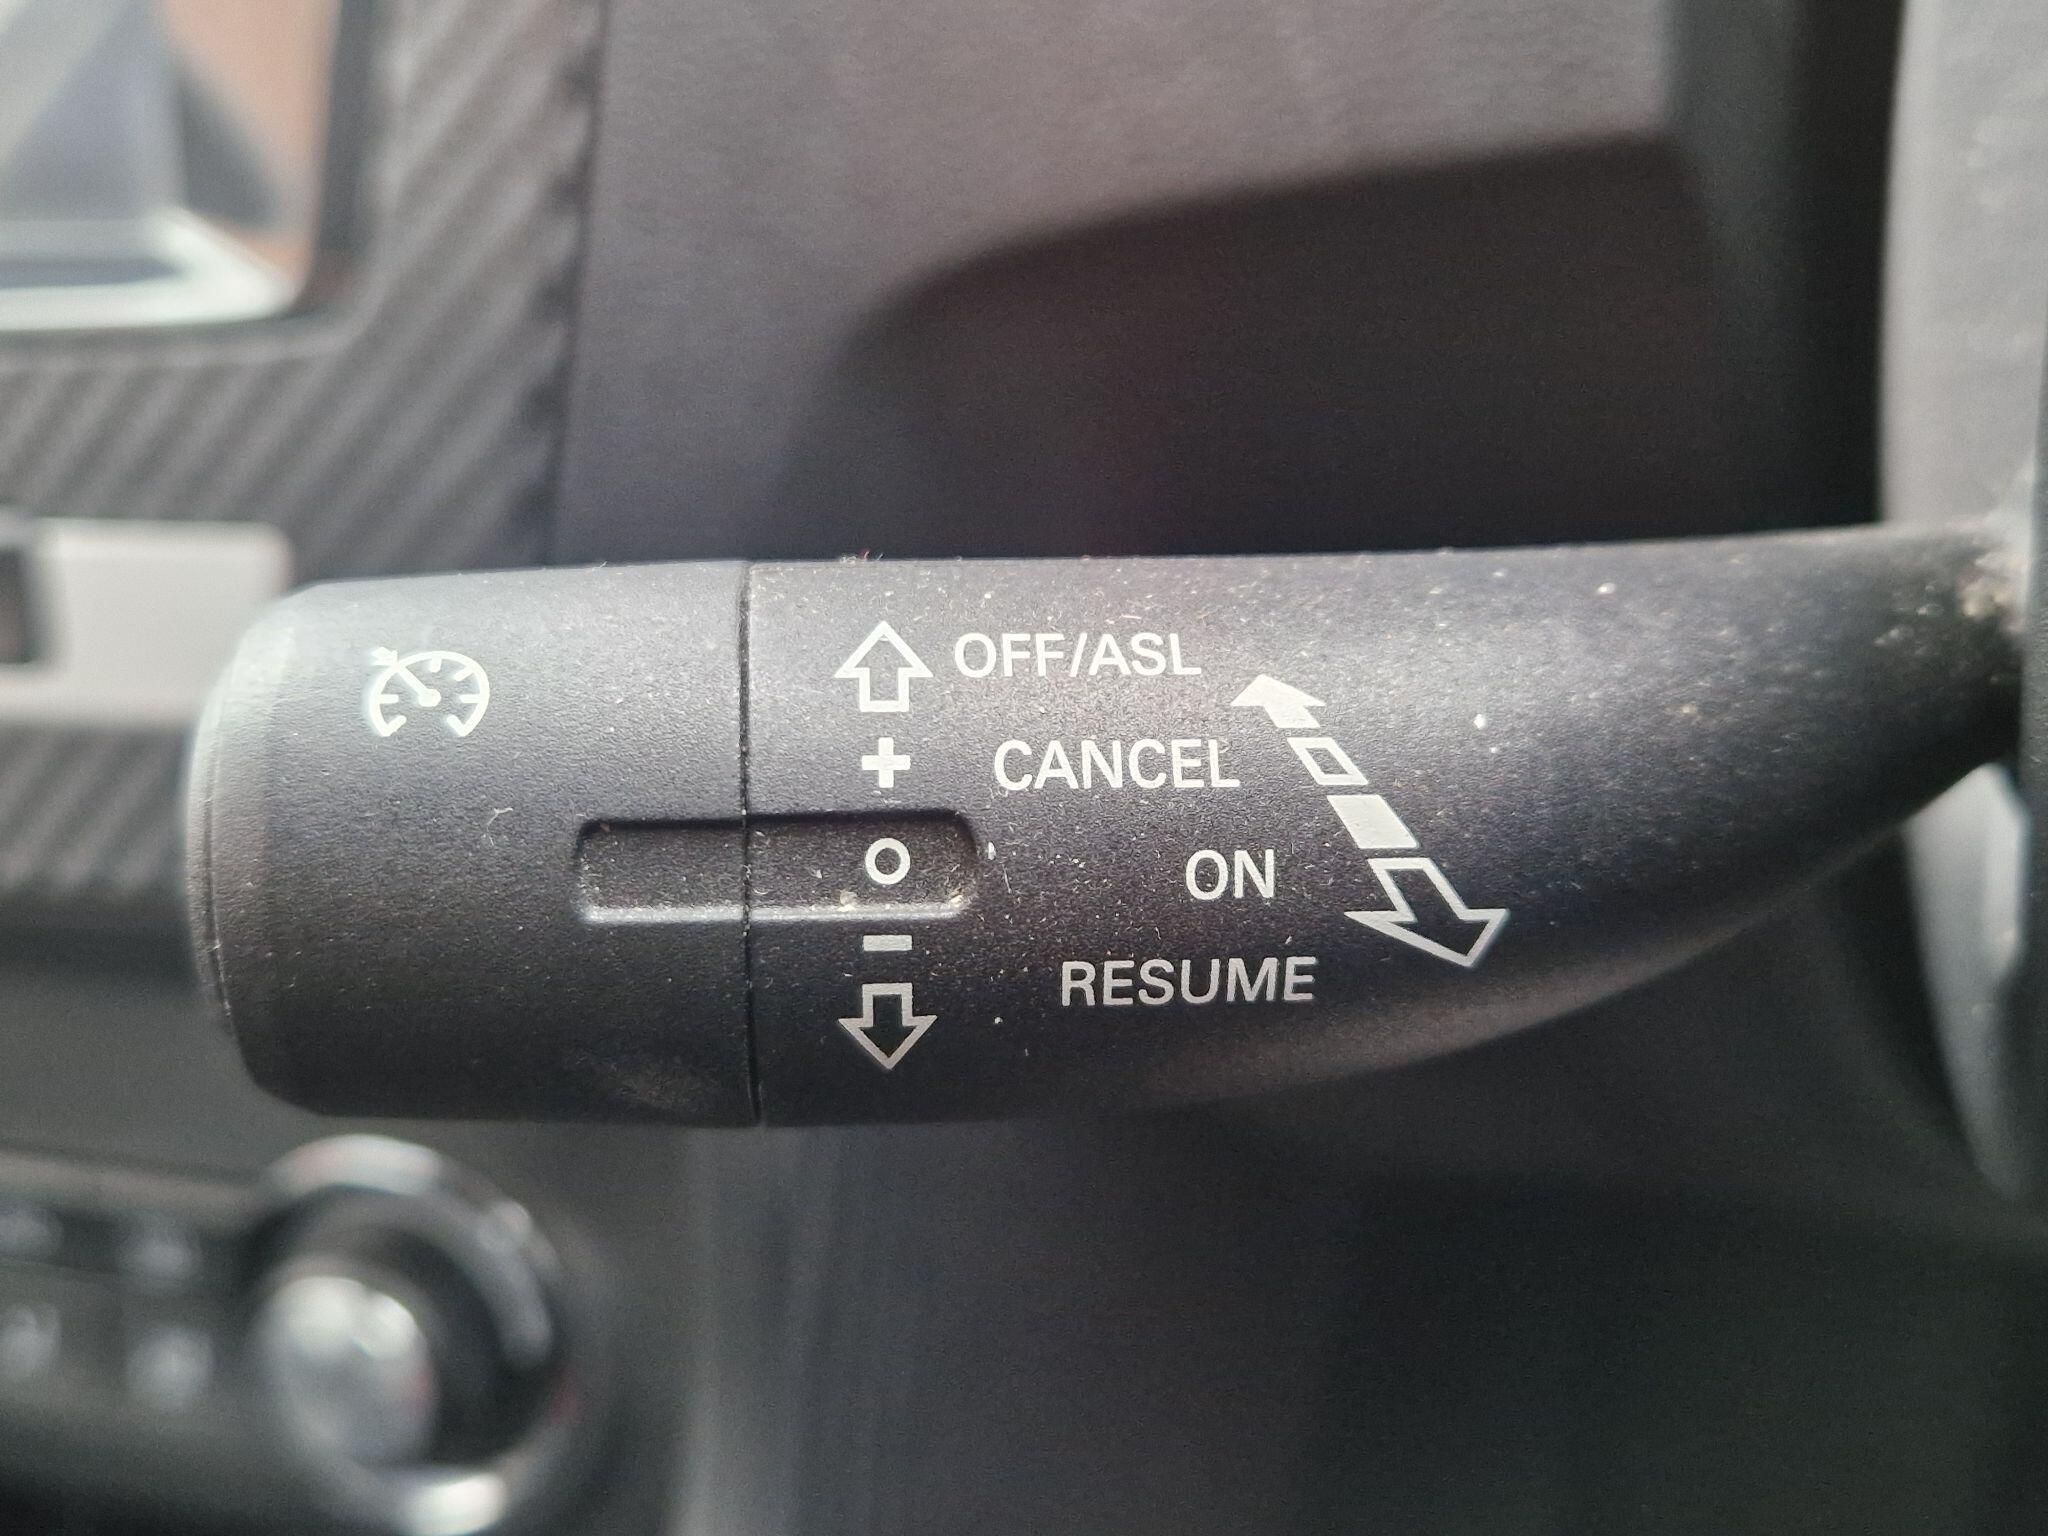 OFF/ASL
+ CANCEL
O ON
- RESUME